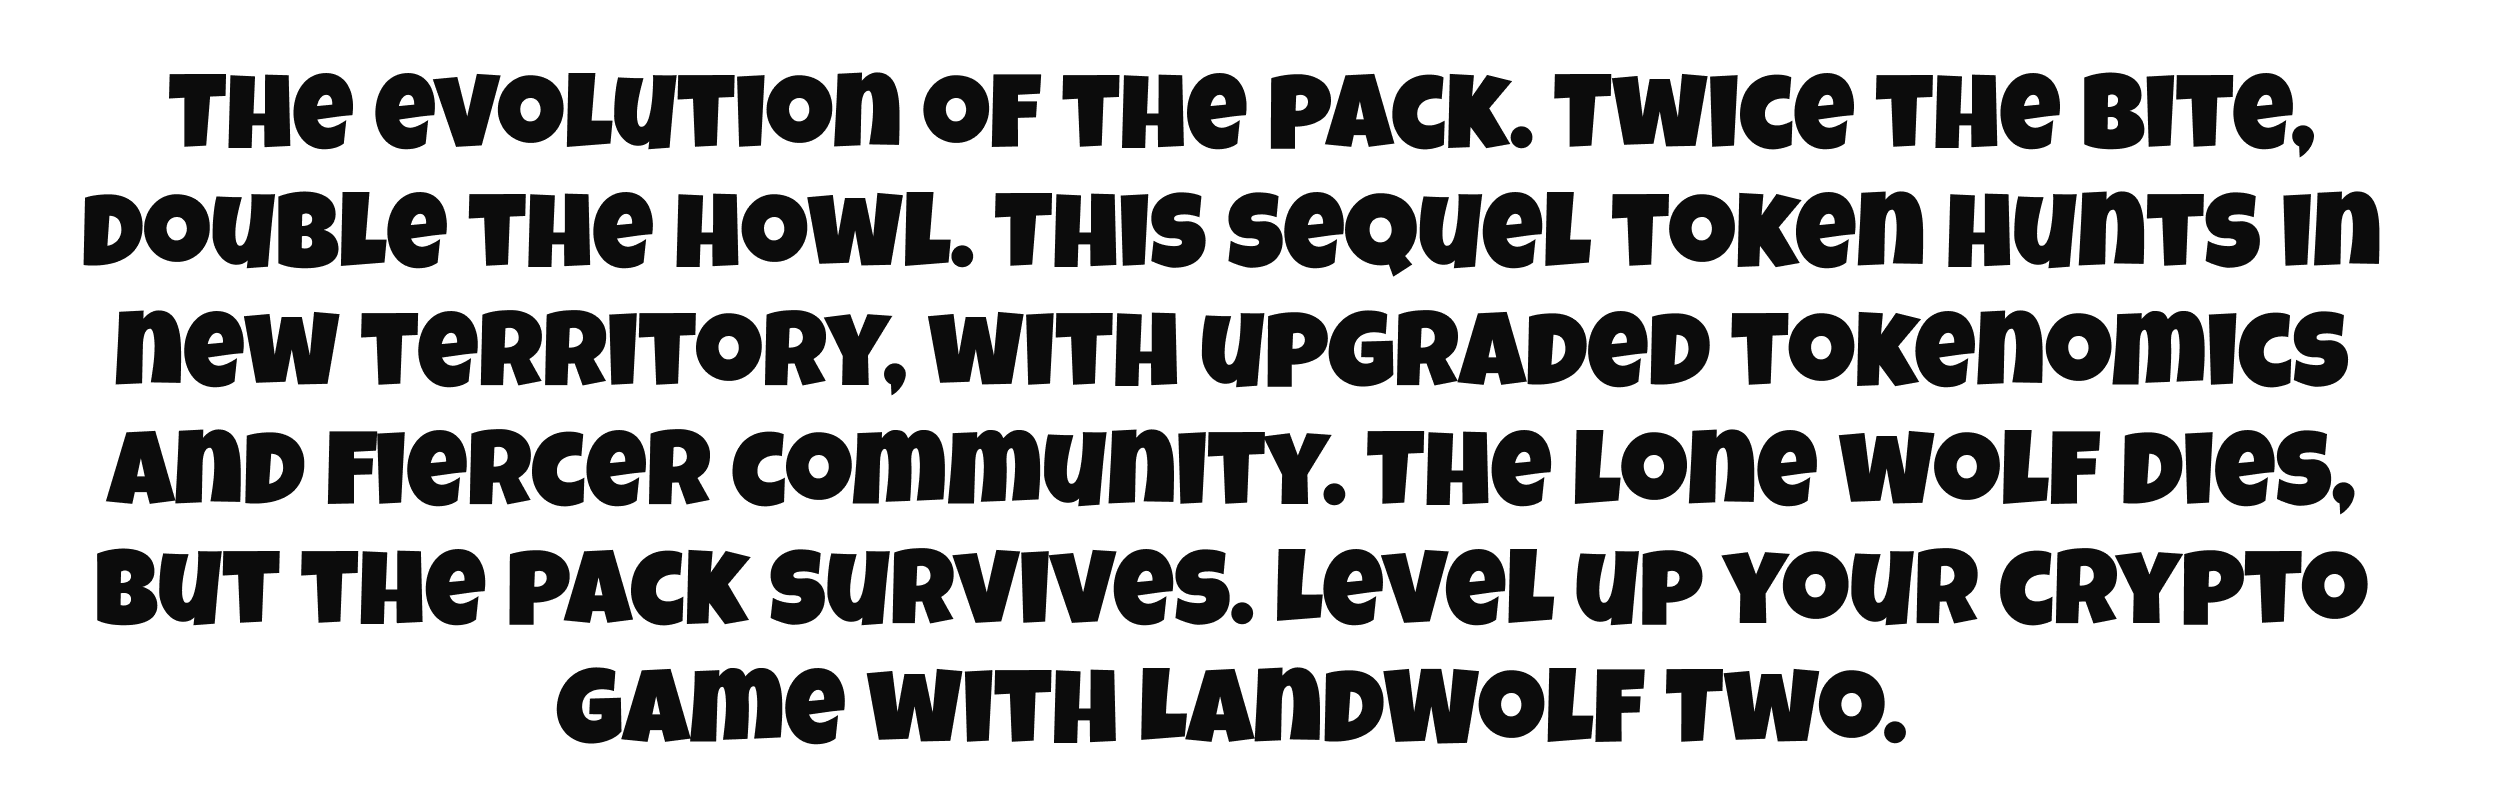 THE EVOLUTION OF THE PACK. TWICE THE BITE,
DOUBLE THE HOWL. THIS SEQUEL TOKEN HUNTS IN
NEW TERRITORY, WITH UPGRADED TOKENOMICS
AND FIERCER COMMUNITY. THE LONE WOLF DIES,
BUT THE PACK SURVIVES. LEVEL UP YOUR CRYPTO
GAME WITH LANDWOLF TWO.